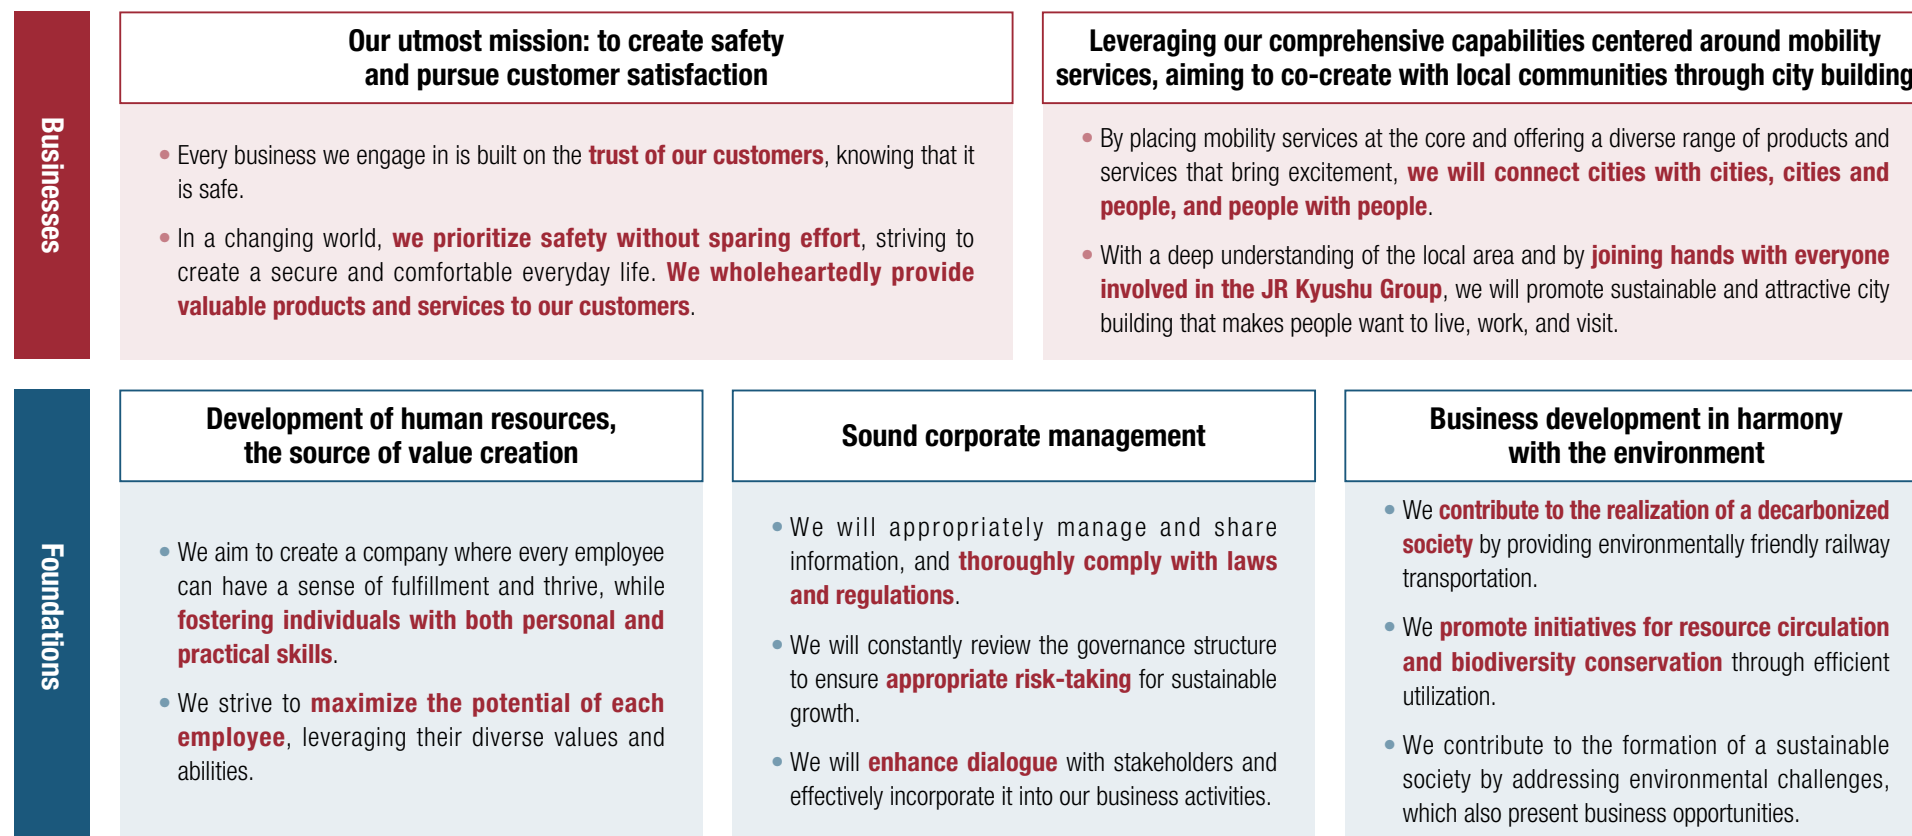 Businesses
Our utmost mission: to create safety
and pursue customer satisfaction
• Every business we engage in is built on the trust of our customers, knowing that it
is safe.
• In a changing world, we prioritize safety without sparing effort, striving to
create a secure and comfortable everyday life. We wholeheartedly provide
valuable products and services to our customers.
Leveraging our comprehensive capabilities centered around mobility
services, aiming to co-create with local communities through city building
• By placing mobility services at the core and offering a diverse range of products and
services that bring excitement, we will connect cities with cities, cities and
people, and people with people.
• With a deep understanding of the local area and by joining hands with everyone
involved in the JR Kyushu Group, we will promote sustainable and attractive city
building that makes people want to live, work, and visit.
Foundations
Development of human resources,
the source of value creation
• We aim to create a company where every employee
can have a sense of fulfillment and thrive, while
fostering individuals with both personal and
practical skills.
• We strive to maximize the potential of each
employee, leveraging their diverse values and
abilities.
Sound corporate management
• We will appropriately manage and share
information, and thoroughly comply with laws
and regulations.
• We will constantly review the governance structure
to ensure appropriate risk-taking for sustainable
growth.
• We will enhance dialogue with stakeholders and
effectively incorporate it into our business activities.
Business development in harmony
with the environment
• We contribute to the realization of a decarbonized
society by providing environmentally friendly railway
transportation.
• We promote initiatives for resource circulation
and biodiversity conservation through efficient
utilization.
• We contribute to the formation of a sustainable
society by addressing environmental challenges,
which also present business opportunities.